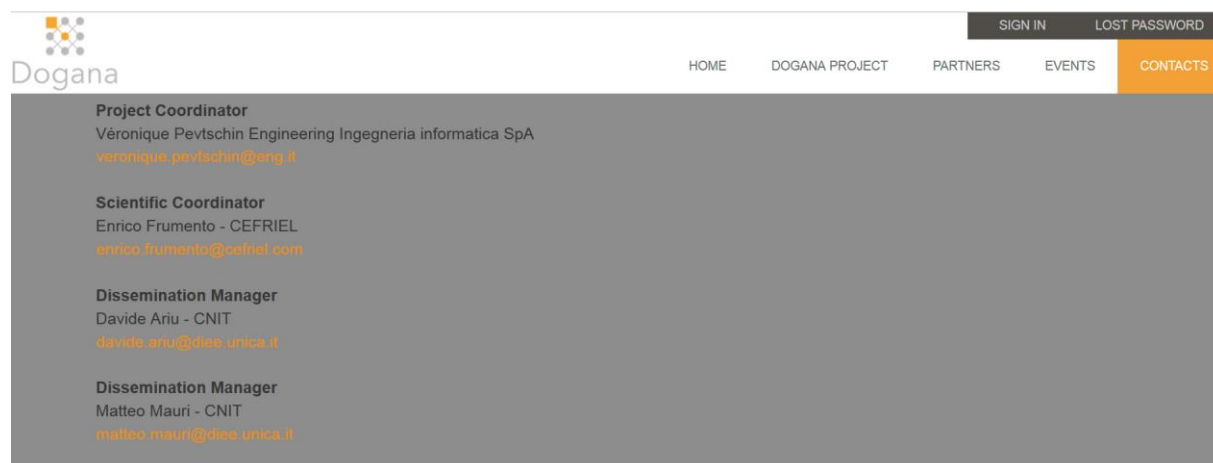 SIGN IN LOST PASSWORD
Dogana
HOME DOGANA PROJECT PARTNERS EVENTS CONTACTS
Project Coordinator
Véronique Pevtschin Engineering Ingegneria informatica SpA
veronique.pevtschin@eng.it
Scientific Coordinator
Enrico Frumento - CEFRIEL
enrico.frumento@cefriel.com
Dissemination Manager
Davide Ariu - CNIT
davide.ariu@diee.unica.it
Dissemination Manager
Matteo Mauri - CNIT
matteo.mauri@diee.unica.it